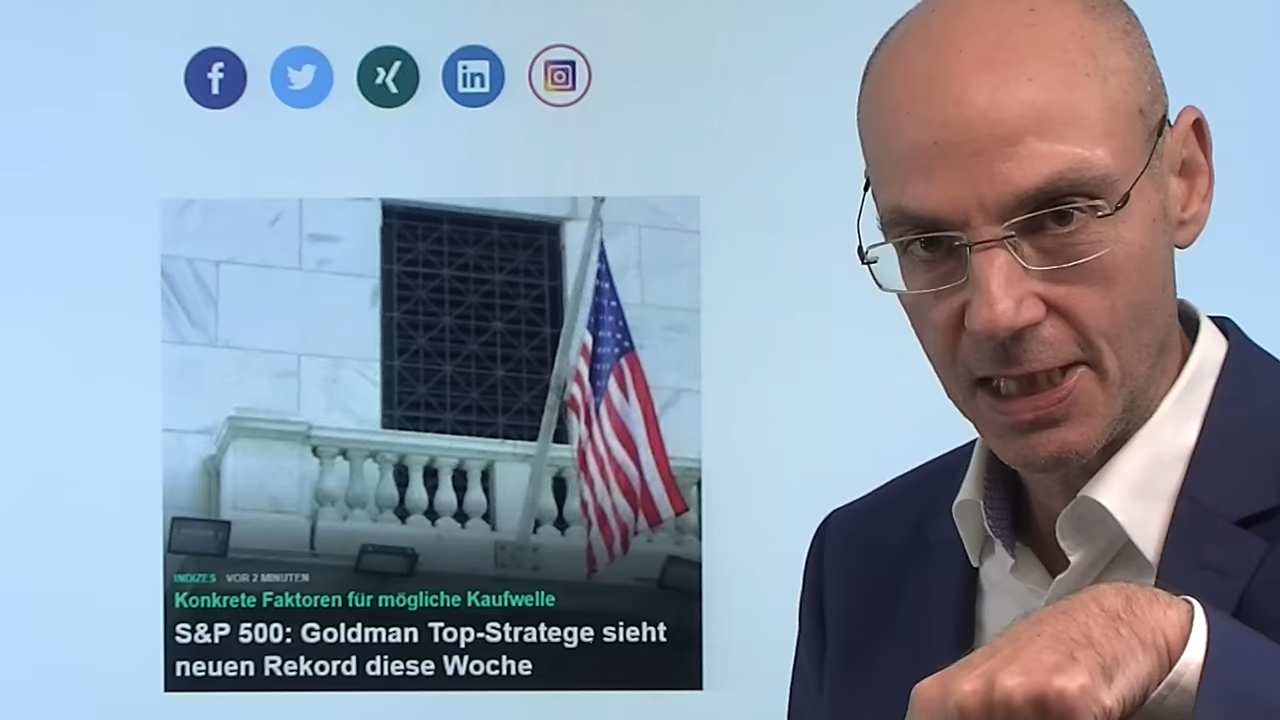 INDIZES VOR 2 MINUTEN
Konkrete Faktoren für mögliche Kaufwelle
S&P 500: Goldman Top-Stratege sieht
neuen Rekord diese Woche